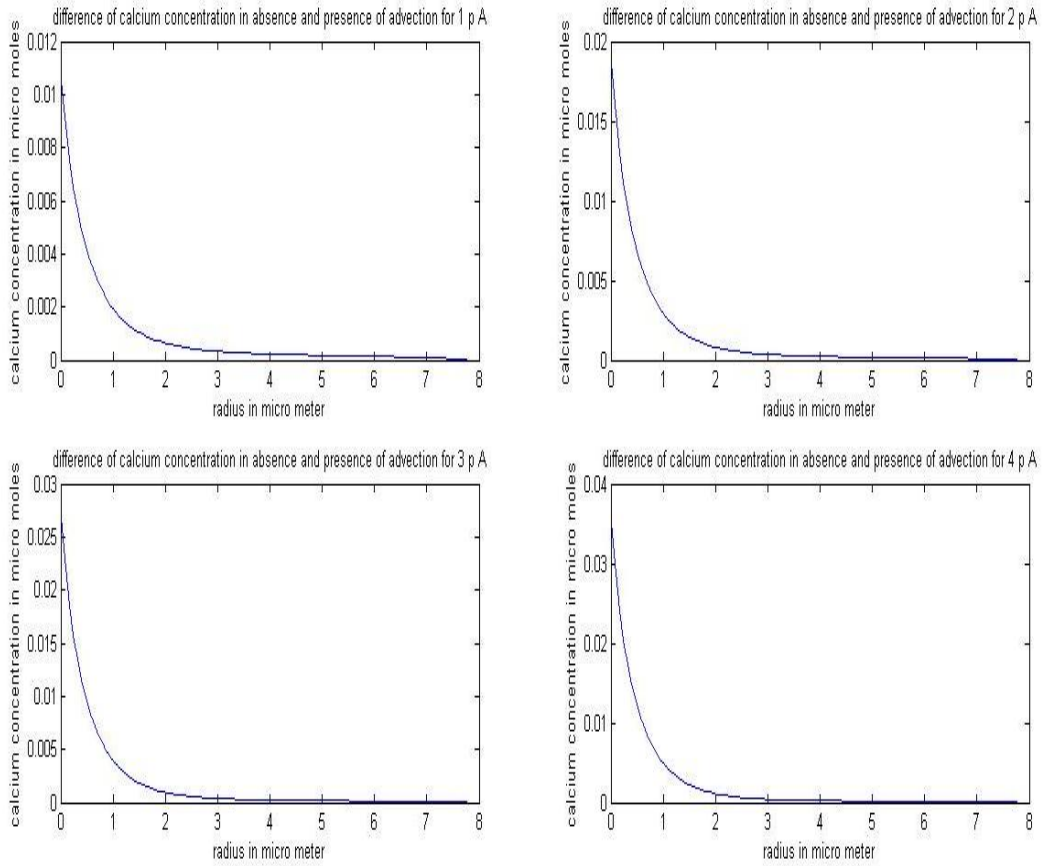 difference of calcium concentration in absence and presence of advection for 1 p A
calcium concentration in micro moles
0.012
0.01
0.008
0.006
0.004
0.002
0
0 1 2 3 4 5 6 7 8
radius in micro meter
difference of calcium concentration in absence and presence of advection for 2 p A
calcium concentration in micro moles
0.02
0.015
0.01
0.005
0
0 1 2 3 4 5 6 7 8
radius in micro meter
difference of calcium concentration in absence and presence of advection for 3 p A
calcium concentration in micro moles
0.03
0.025
0.02
0.015
0.01
0.005
0
0 1 2 3 4 5 6 7 8
radius in micro meter
difference of calcium concentration in absence and presence of advection for 4 p A
calcium concentration in micro moles
0.04
0.03
0.02
0.01
0
0 1 2 3 4 5 6 7 8
radius in micro meter